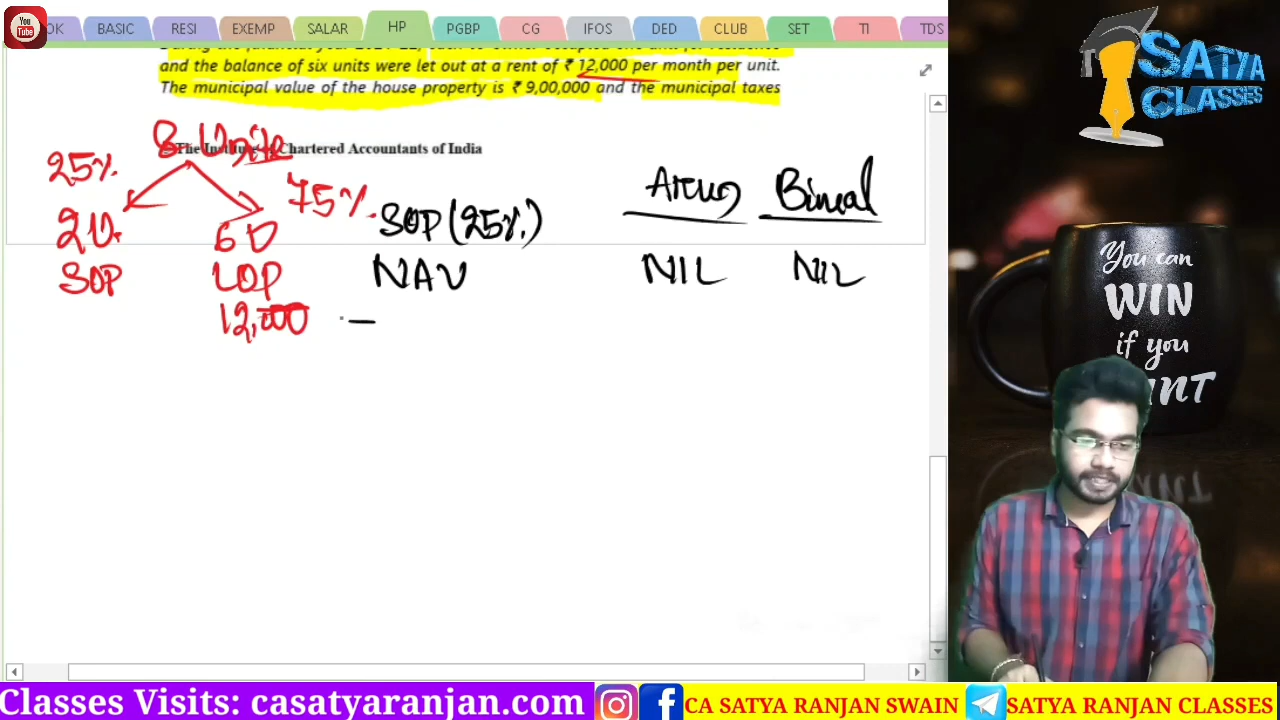 You Tube
OK BASIC RESI EXEMP SALAR HP PGBP CG IFOS DED CLUB SET TI TDS
and the balance of six units were let out at a rent of ₹ 12,000 per month per unit.
The municipal value of the house property is ₹ 9,00,000 and the municipal taxes
8 Units
The Institute of Chartered Accountants of India
25%
75%
2U
6U
SOP (25%)
Arun Bimal
SOP
LOP
NAV NIL NIL
12,000
SATYA
CLASSES
You can
WIN
if you
Classes Visits: casatyaranjan.com
CA SATYA RANJAN SWAIN
SATYA RANJAN CLASSES